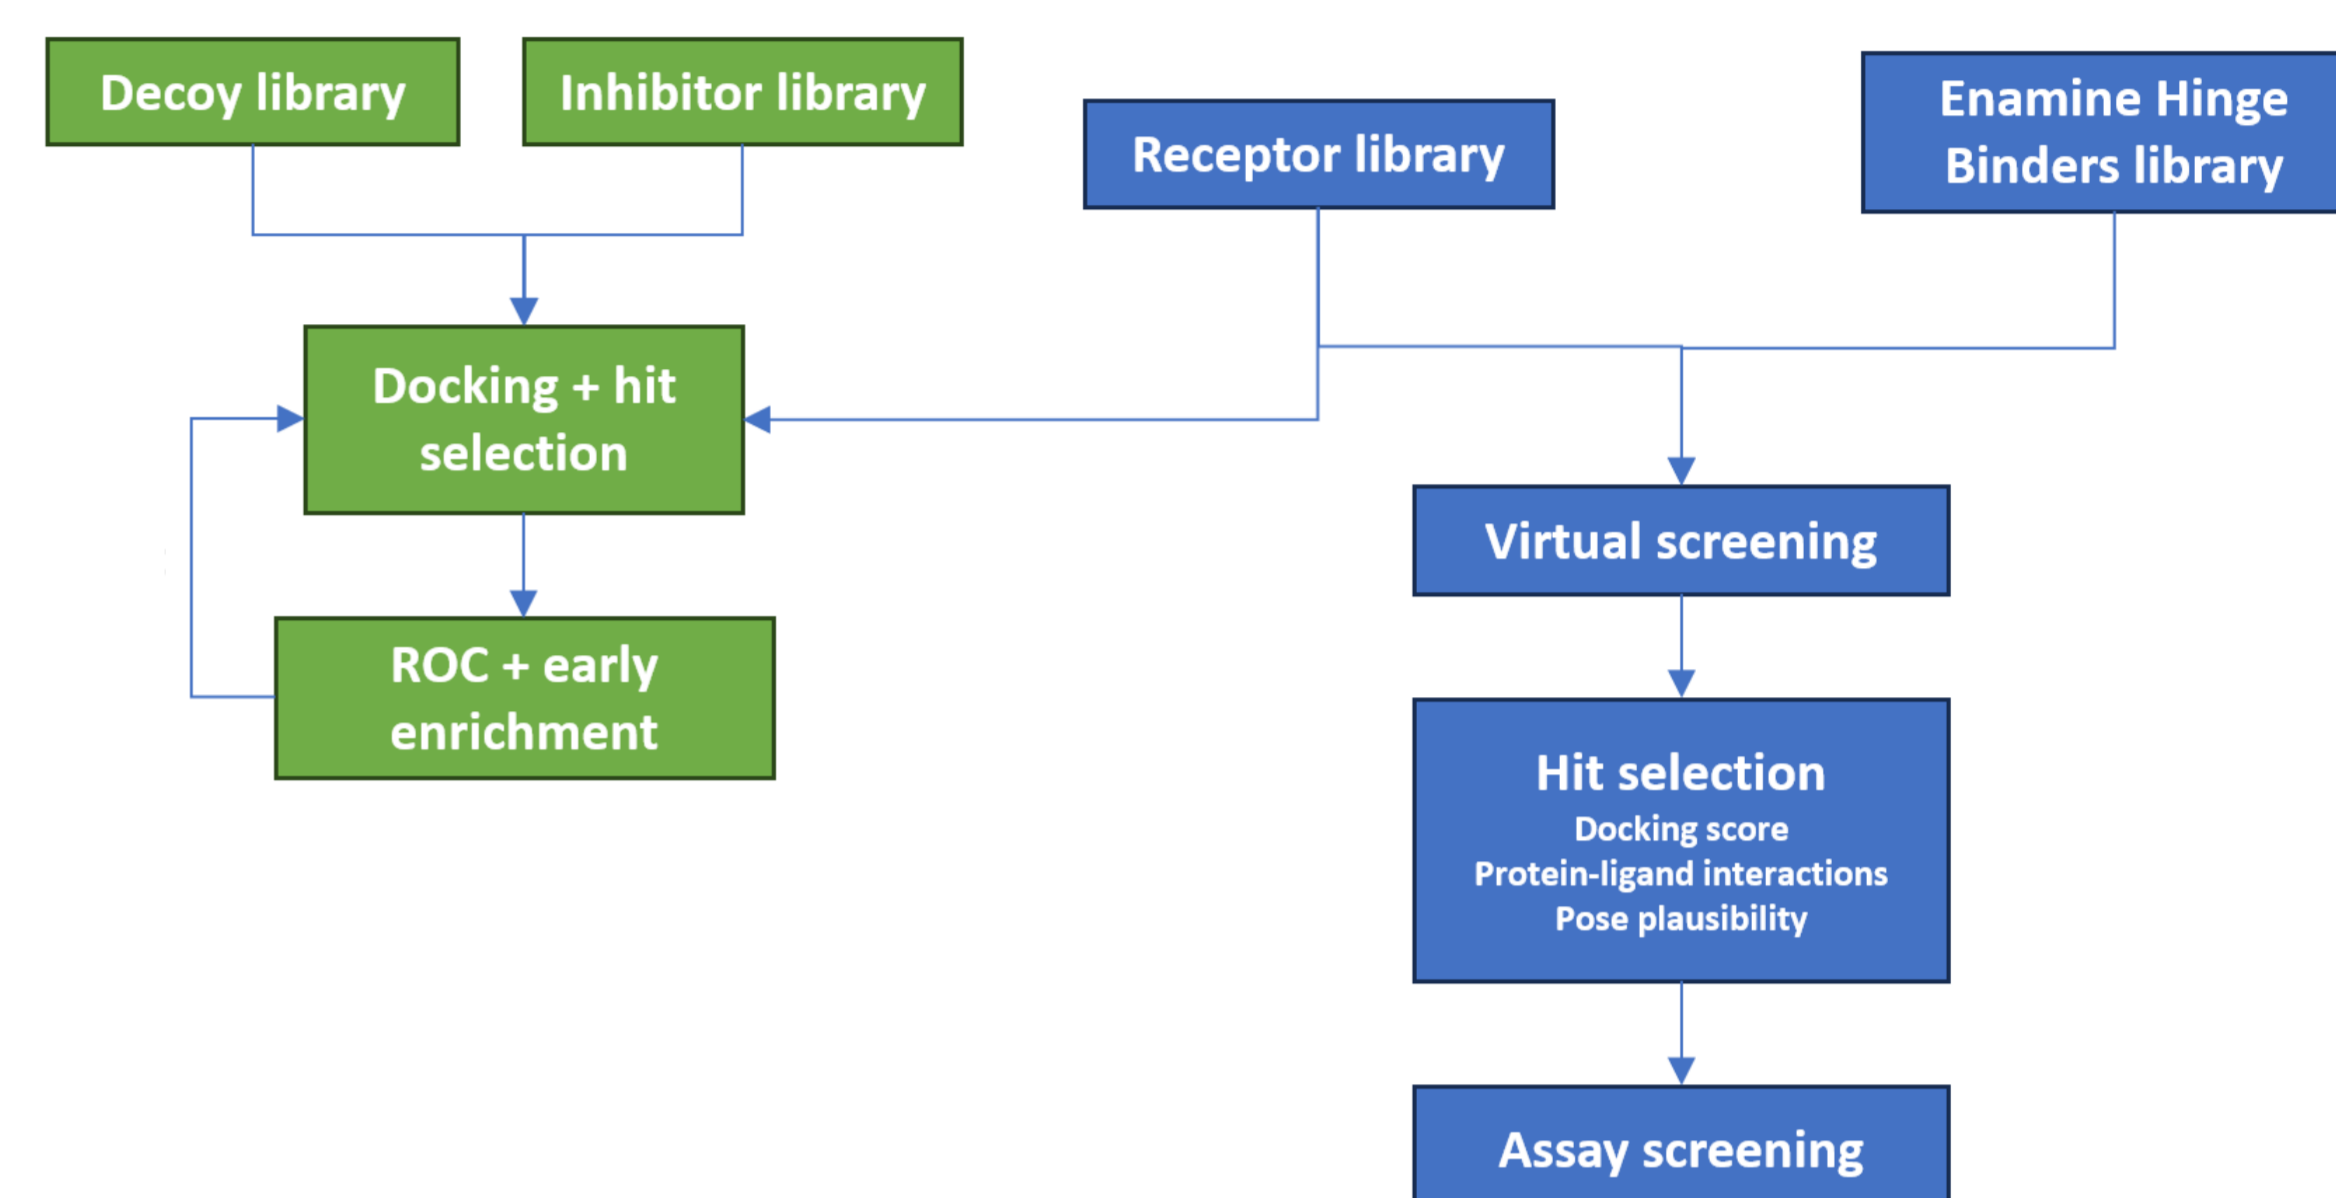 Decoy library
Inhibitor library
Receptor library
Enamine Hinge
Binders library
Docking + hit
selection
Virtual screening
ROC + early
enrichment
Hit selection
Docking score
Protein-ligand interactions
Pose plausibility
Assay screening